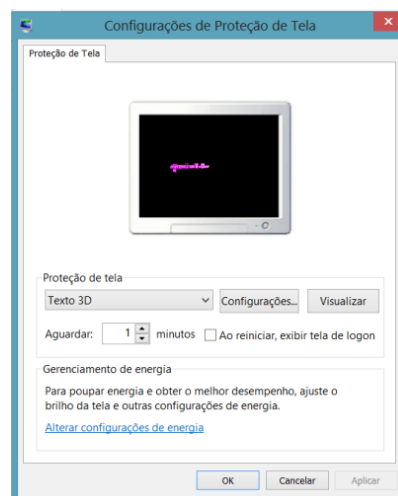 Configurações de Proteção de Tela
Proteção de Tela
Proteção de tela
Texto 3D
Configurações...
Visualizar
Aguardar: 1 minutos Ao reiniciar, exibir tela de logon
Gerenciamento de energia
Para poupar energia e obter o melhor desempenho, ajuste o
brilho da tela e outras configurações de energia.
Alterar configurações de energia
OK
Cancelar
Aplicar